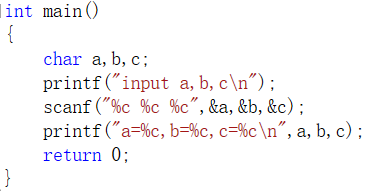 int main()
{
    char a,b,c;
    printf("input a,b,c\n");
    scanf("%c %c %c",&a,&b,&c);
    printf("a=%c,b=%c,c=%c\n",a,b,c);
    return 0;
}